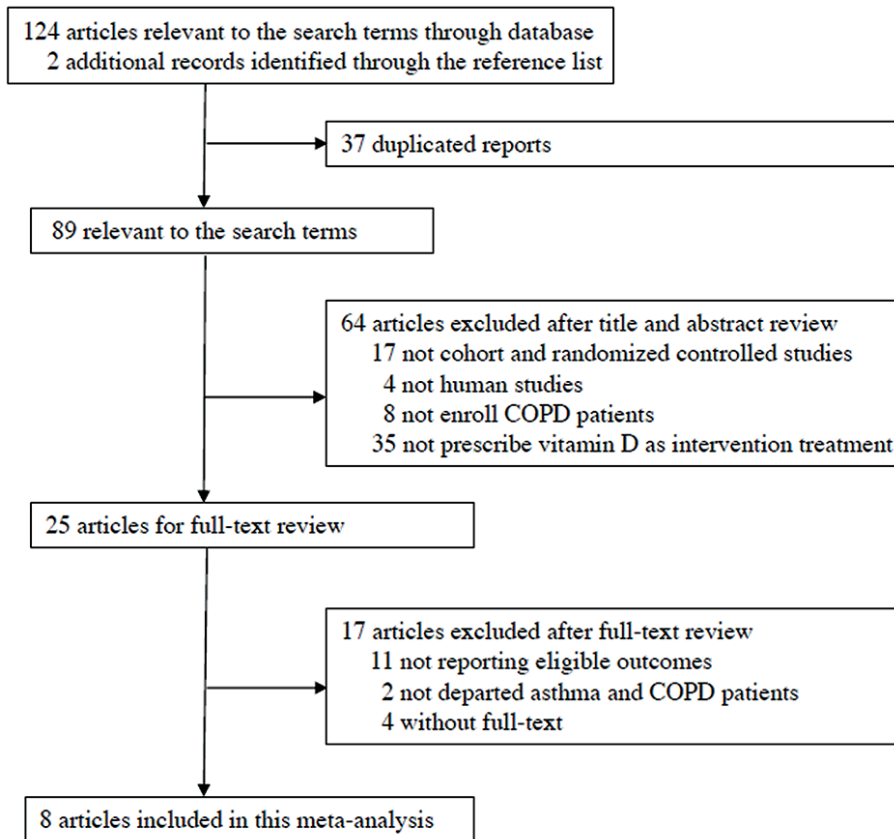 124 articles relevant to the search terms through database
2 additional records identified through the reference list
37 duplicated reports
89 relevant to the search terms
64 articles excluded after title and abstract review
17 not cohort and randomized controlled studies
4 not human studies
8 not enroll COPD patients
35 not prescribe vitamin D as intervention treatment
25 articles for full-text review
17 articles excluded after full-text review
11 not reporting eligible outcomes
2 not departed asthma and COPD patients
4 without full-text
8 articles included in this meta-analysis